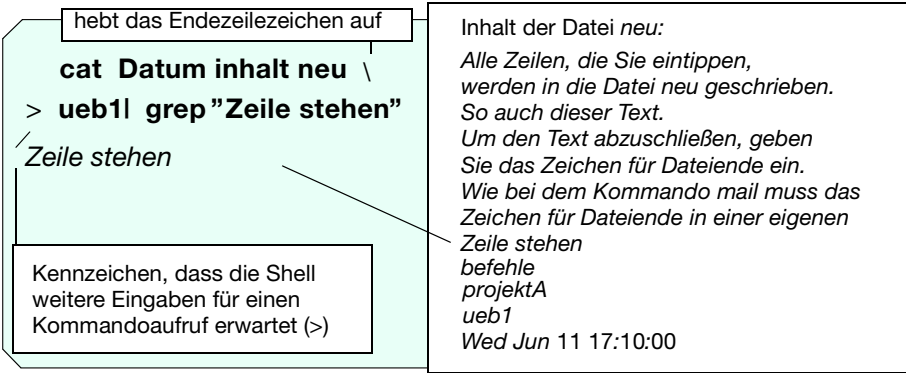 hebt das Endezeilezeichen auf
cat Datum inhalt neu \
> ueb1| grep ”Zeile stehen”
Zeile stehen
Kennzeichen, dass die Shell
weitere Eingaben für einen
Kommandoaufruf erwartet (>)
Inhalt der Datei neu:
Alle Zeilen, die Sie eintippen,
werden in die Datei neu geschrieben.
So auch dieser Text.
Um den Text abzuschließen, geben
Sie das Zeichen für Dateiende ein.
Wie bei dem Kommando mail muss das
Zeichen für Dateiende in einer eigenen
Zeile stehen
befehle
projektA
ueb1
Wed Jun 11 17:10:00